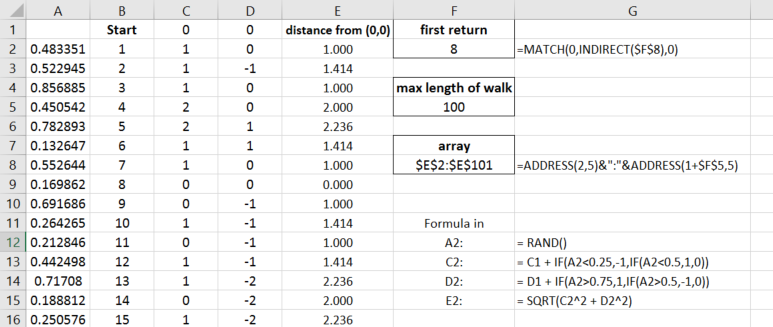 A B C D E F G
1 Start 0 0 distance from (0,0) first return
2 0.483351 1 1 0 1.000 8 =MATCH(0,INDIRECT($F$8),0)
3 0.522945 2 1 -1 1.414
4 0.856885 3 1 0 1.000 max length of walk
5 0.450542 4 2 0 2.000 100
6 0.782893 5 2 1 2.236
7 0.132647 6 1 1 1.414 array
8 0.552644 7 1 0 1.000 $E$2:$E$101 =ADDRESS(2,5)&":"&ADDRESS(1+$F$5,5)
9 0.169862 8 0 0 0.000
10 0.691686 9 0 -1 1.000
11 0.264265 10 1 -1 1.414 Formula in
12 0.212846 11 0 -1 1.000 A2: = RAND()
13 0.442498 12 1 -1 1.414 C2: = C1 + IF(A2<0.25,-1,IF(A2<0.5,1,0))
14 0.71708 13 1 -2 2.236 D2: = D1 + IF(A2>0.75,1,IF(A2>0.5,-1,0))
15 0.188812 14 0 -2 2.000 E2: = SQRT(C2^2 + D2^2)
16 0.250576 15 1 -2 2.236